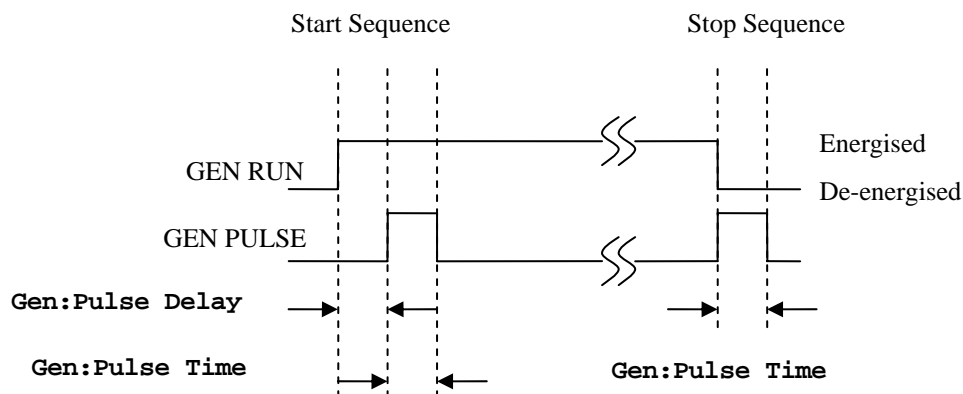 Start Sequence
Stop Sequence
Energised
GEN RUN
De-energised
GEN PULSE
Gen:Pulse Delay
Gen:Pulse Time
Gen:Pulse Time